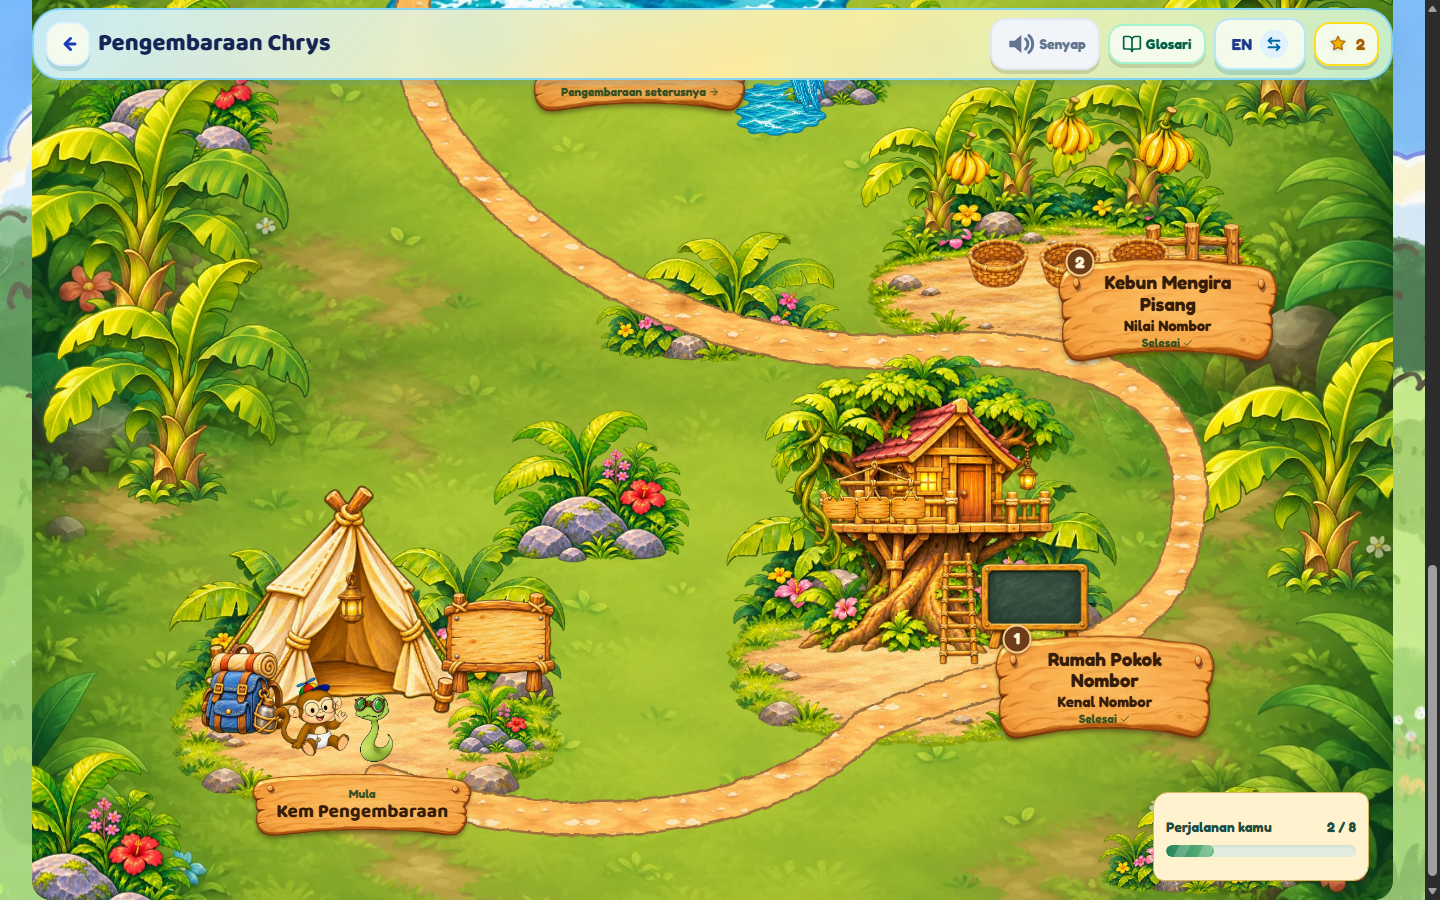 Pengembaraan Chrys
Senyap
Glosari
EN
2
Pengembaraan seterusnya →
2
Kebun Mengira
Pisang
Nilai Nombor
Selesai ✓
1
Rumah Pokok
Nombor
Kenal Nombor
Selesai ✓
Mula
Kem Pengembaraan
Perjalanan kamu 2 / 8